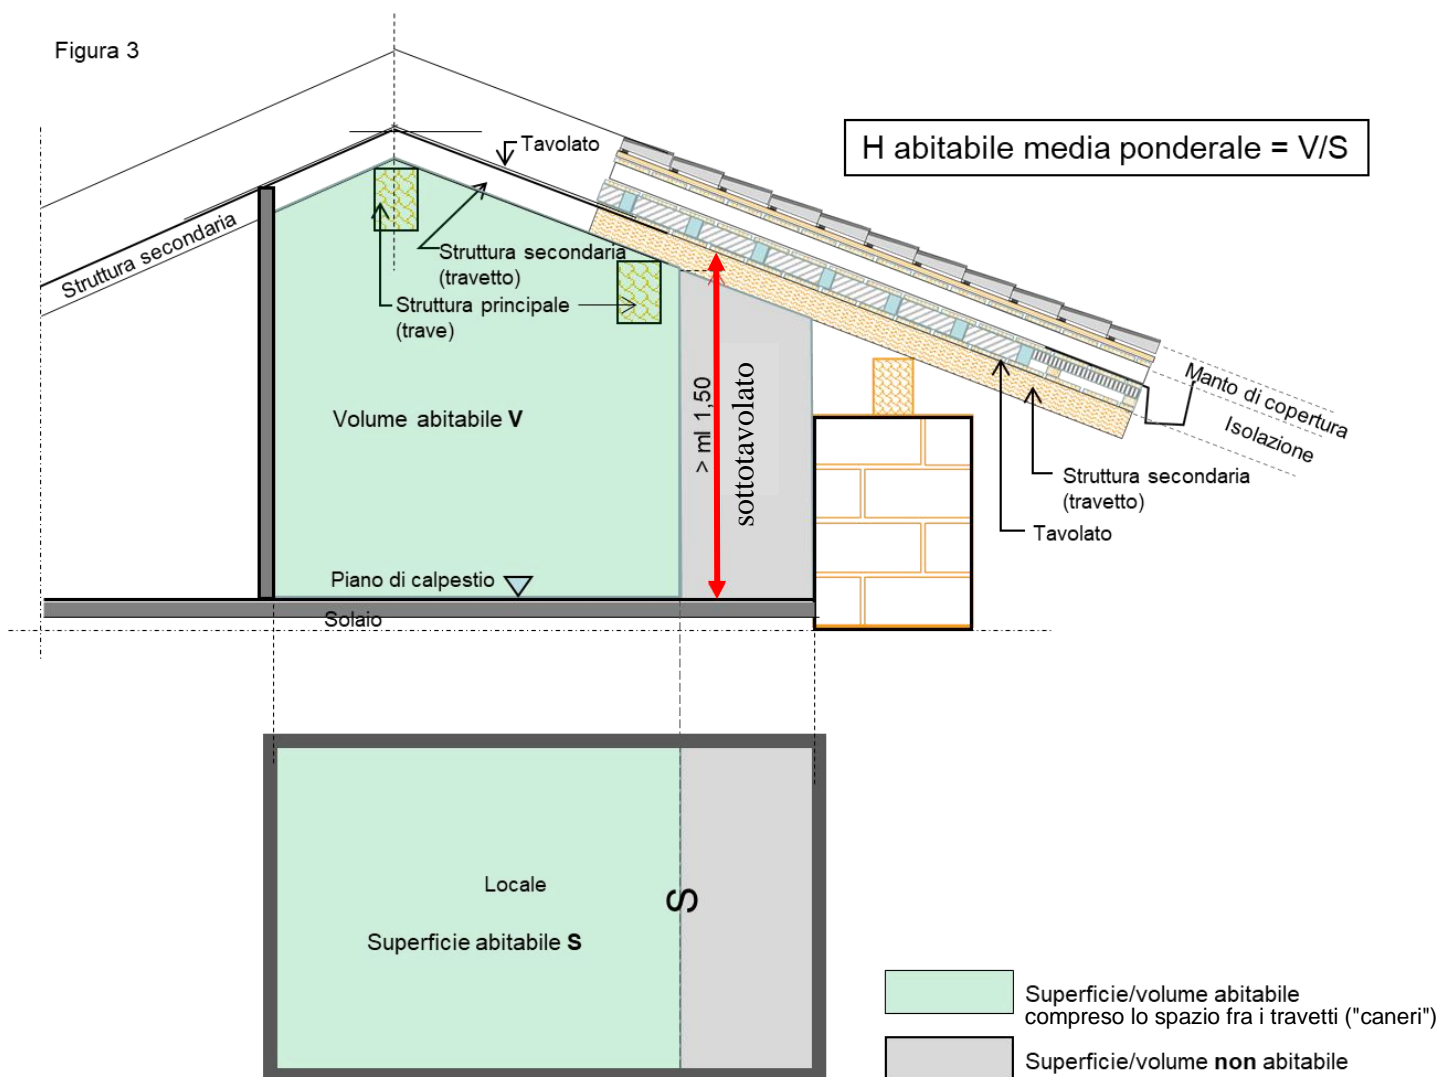 Figura 3
H abitabile media ponderale = V/S
Tavolato
Struttura secondaria
Struttura secondaria
(travetto)
Struttura principale
(trave)
> ml 1,50
sottotavolato
Volume abitabile V
Manto di copertura
Isolazione
Struttura secondaria
(travetto)
Tavolato
Piano di calpestio
Solaio
Locale
S
Superficie abitabile S
Superficie/volume abitabile
compreso lo spazio fra i travetti ("caneri")
Superficie/volume non abitabile